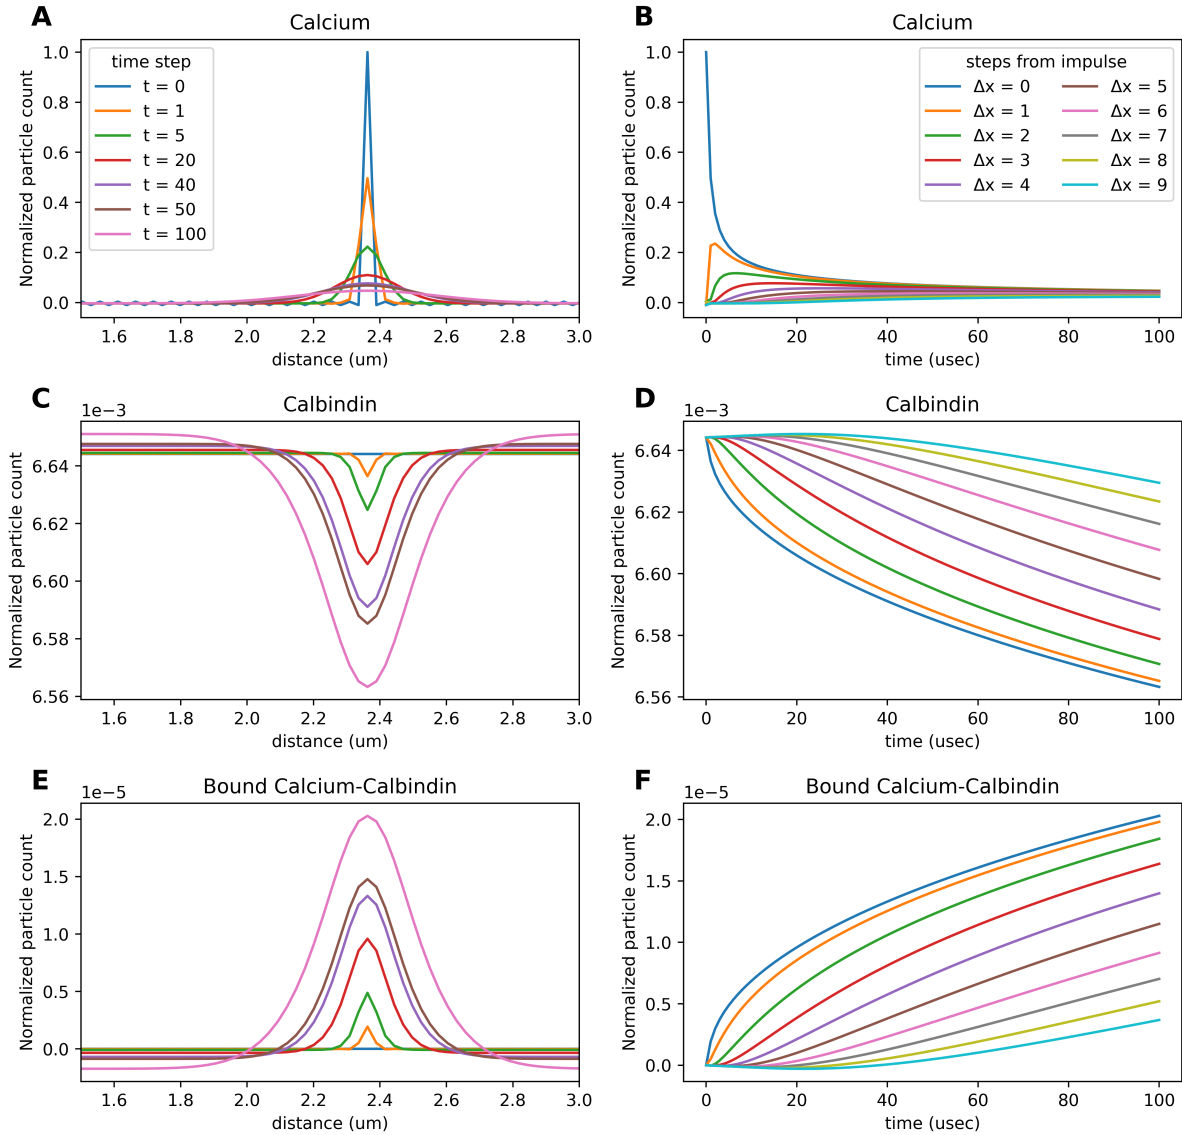 A
Calcium
Normalized particle count
1.0
0.8
0.6
0.4
0.2
0.0
time step
t = 0
t = 1
t = 5
t = 20
t = 40
t = 50
t = 100
1.6 1.8 2.0 2.2 2.4 2.6 2.8 3.0
distance (um)
B
Calcium
Normalized particle count
1.0
0.8
0.6
0.4
0.2
0.0
steps from impulse
Δx = 0 Δx = 5
Δx = 1 Δx = 6
Δx = 2 Δx = 7
Δx = 3 Δx = 8
Δx = 4 Δx = 9
0 20 40 60 80 100
time (usec)
C
1e−3
Calbindin
Normalized particle count
6.64
6.62
6.60
6.58
6.56
1.6 1.8 2.0 2.2 2.4 2.6 2.8 3.0
distance (um)
D
1e−3
Calbindin
Normalized particle count
6.64
6.62
6.60
6.58
6.56
0 20 40 60 80 100
time (usec)
E
1e−5
Bound Calcium-Calbindin
Normalized particle count
2.0
1.5
1.0
0.5
0.0
1.6 1.8 2.0 2.2 2.4 2.6 2.8 3.0
distance (um)
F
1e−5
Bound Calcium-Calbindin
Normalized particle count
2.0
1.5
1.0
0.5
0.0
0 20 40 60 80 100
time (usec)